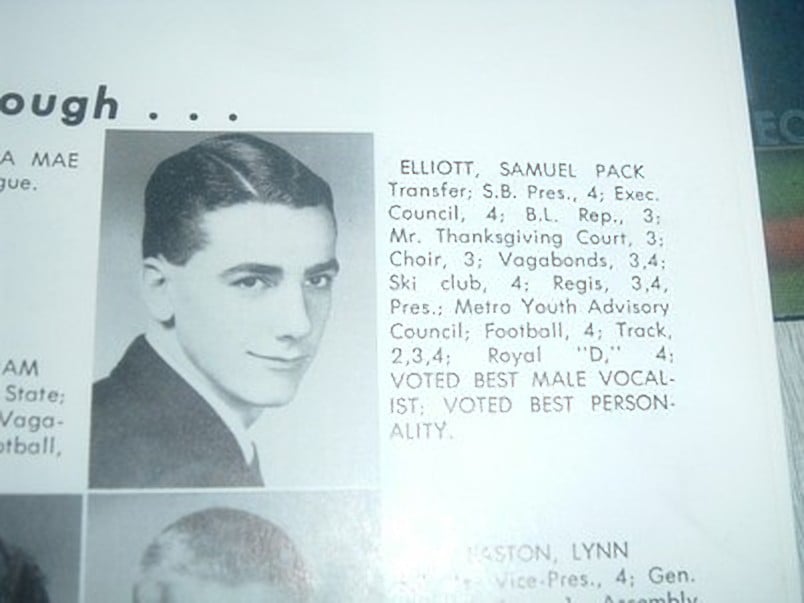 ough . . .
A MAE
gue.
AM
State;
Vaga-
otball,
ELLIOTT, SAMUEL PACK
Transfer; S.B. Pres., 4; Exec.
Council, 4; B.L. Rep., 3;
Mr. Thanksgiving Court, 3;
Choir, 3; Vagabonds, 3,4;
Ski club, 4; Regis, 3,4,
Pres.; Metro Youth Advisory
Council; Football, 4; Track,
2,3,4; Royal "D," 4;
VOTED BEST MALE VOCAL-
IST; VOTED BEST PERSON-
ALITY.
ASTON, LYNN
Vice-Pres., 4; Gen.
Assembly
EC